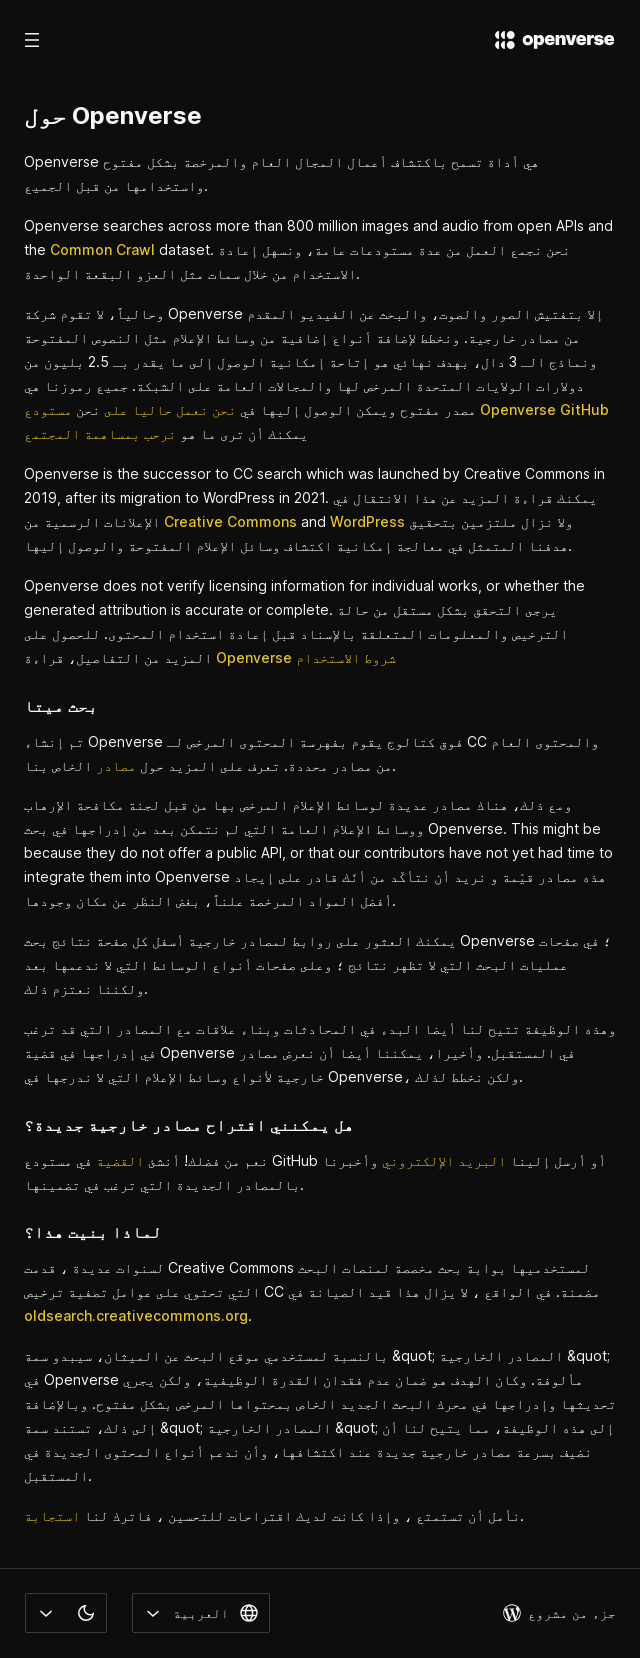 openverse
حول Openverse
Openverse هي أداة تسمح باكتشاف أعمال المجال العام والمرخصة بشكل مفتوح
واستخدامها من قبل الجميع.
Openverse searches across more than 800 million images and audio from open APIs and
the Common Crawl dataset. نحن نجمع العمل من عدة مستودعات عامة، ونسهل إعادة
الاستخدام من خلال سمات مثل العزو البقعة الواحدة.
وحالياً، لا تقوم شركة Openverse إلا بتفتيش الصور والصوت، والبحث عن الفيديو المقدم
من مصادر خارجية. ونخطط لإضافة أنواع إضافية من وسائط الإعلام مثل النصوص المفتوحة
ونماذج الـ 3 دال، بهدف نهائي هو إتاحة إمكانية الوصول إلى ما يقدر بـ 2.5 بليون من
دولارات الولايات المتحدة المرخص لها والمجالات العامة على الشبكة. جميع رموزنا هي
مصدر مفتوح ويمكن الوصول إليها في نحن نعمل حاليا على نحن مستودع Openverse GitHub
يمكنك أن ترى ما هو نرحب بمساهمة المجتمع
Openverse is the successor to CC search which was launched by Creative Commons in
2019, after its migration to WordPress in 2021. يمكنك قراءة المزيد عن هذا الانتقال في
الإعلانات الرسمية من Creative Commons and WordPress ولا نزال ملتزمين بتحقيق
هدفنا المتمثل في معالجة إمكانية اكتشاف وسائل الإعلام المفتوحة والوصول إليها.
Openverse does not verify licensing information for individual works, or whether the
generated attribution is accurate or complete. يرجى التحقق بشكل مستقل من حالة
الترخيص والمعلومات المتعلقة بالإسناد قبل إعادة استخدام المحتوى. للحصول على
المزيد من التفاصيل، قراءة Openverse شروط الاستخدام
بحث ميتا
تم إنشاء Openverse فوق كتالوج يقوم بفهرسة المحتوى المرخص لـ CC والمحتوى العام
من مصادر محددة. تعرف على المزيد حول مصادر الخاص بنا.
ومع ذلك، هناك مصادر عديدة لوسائط الإعلام المرخص بها من قبل لجنة مكافحة الإرهاب
ووسائط الإعلام العامة التي لم نتمكن بعد من إدراجها في بحث Openverse. This might be
because they do not offer a public API, or that our contributors have not yet had time to
integrate them into Openverse هذه مصادر قيّمة و نريد أن نتأكّد من أنّك قادر على إيجاد
أفضل المواد المرخصة علناً، بغض النظر عن مكان وجودها.
يمكنك العثور على روابط لمصادر خارجية أسفل كل صفحة نتائج بحث Openverse ؛ في صفحات
عمليات البحث التي لا تظهر نتائج ؛ وعلى صفحات أنواع الوسائط التي لا ندعمها بعد
ولكننا نعتزم ذلك.
وهذه الوظيفة تتيح لنا أيضا البدء في المحادثات وبناء علاقات مع المصادر التي قد ترغب
في إدراجها في قضية Openverse في المستقبل. وأخيرا، يمكننا أيضا أن نعرض مصادر
خارجية لأنواع وسائط الإعلام التي لا ندرجها في Openverse، ولكن نخطط لذلك.
هل يمكنني اقتراح مصادر خارجية جديدة؟
نعم من فضلك! أنشئ القضية في مستودع GitHub أو أرسل إلينا البريد الإلكتروني وأخبرنا
بالمصادر الجديدة التي ترغب في تضمينها.
لماذا بنيت هذا؟
لسنوات عديدة ، قدمت Creative Commons لمستخدميها بوابة بحث مخصصة لمنصات البحث
التي تحتوي على عوامل تصفية ترخيص CC مضمنة. في الواقع ، لا يزال هذا قيد الصيانة في
oldsearch.creativecommons.org.
بالنسبة لمستخدمي موقع البحث عن الميثان، سيبدو سمة &quot; المصادر الخارجية &quot;
في Openverse مألوفة. وكان الهدف هو ضمان عدم فقدان القدرة الوظيفية، ولكن يجري
تحديثها وإدراجها في محرك البحث الجديد الخاص بمحتواها المرخص بشكل مفتوح. وبالإضافة
إلى ذلك، تستند سمة &quot; المصادر الخارجية &quot; إلى هذه الوظيفة، مما يتيح لنا أن
نضيف بسرعة مصادر خارجية جديدة عند اكتشافها، وأن ندعم أنواع المحتوى الجديدة في
المستقبل.
نأمل أن تستمتع ، وإذا كانت لديك اقتراحات للتحسين ، فاترك لنا استجابة.
العربية
جزء من مشروع